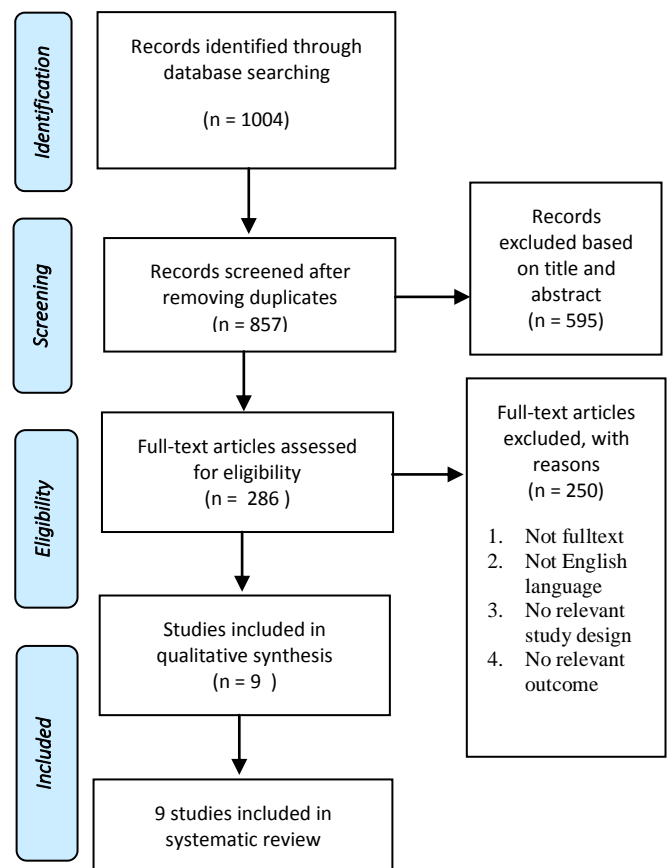 Identification
Records identified through
database searching
(n = 1004)
Screening
Records screened after
removing duplicates
(n = 857)
Records
excluded based
on title and
abstract
(n = 595)
Eligibility
Full-text articles assessed
for eligibility
(n = 286 )
Full-text articles
excluded, with
reasons
(n = 250)
1. Not fulltext
2. Not English
language
3. No relevant
study design
4. No relevant
outcome
Studies included in
qualitative synthesis
(n = 9 )
Included
9 studies included in
systematic review